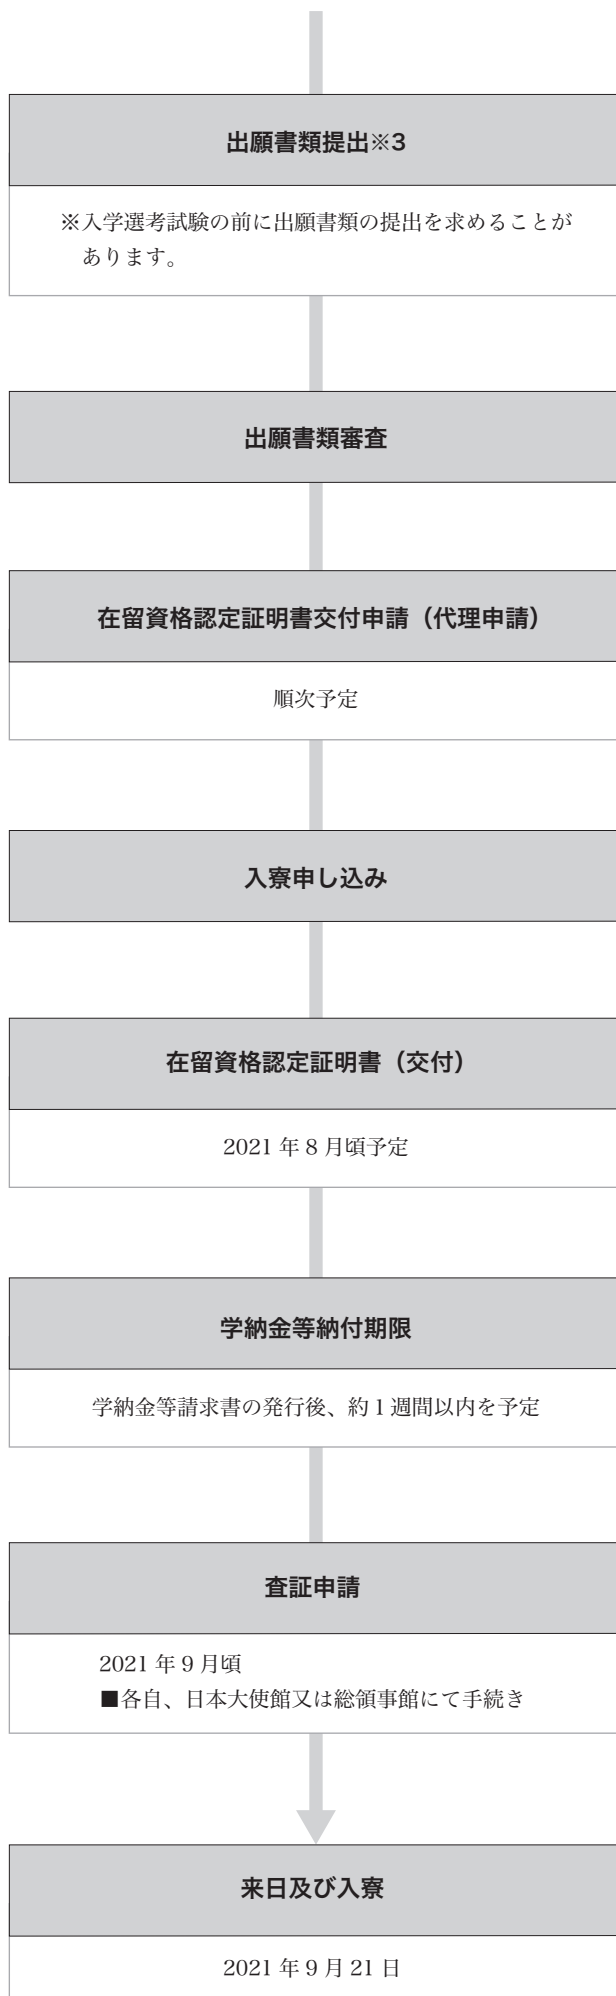 出願書類提出※3
※入学選考試験の前に出願書類の提出を求めることが
あります。
出願書類審査
在留資格認定証明書交付申請（代理申請）
順次予定
入寮申し込み
在留資格認定証明書（交付）
2021 年 8 月頃予定
学納金等納付期限
学納金等請求書の発行後、約 1 週間以内を予定
査証申請
2021 年 9 月頃
■各自、日本大使館又は総領事館にて手続き
来日及び入寮
2021 年 9 月 21 日